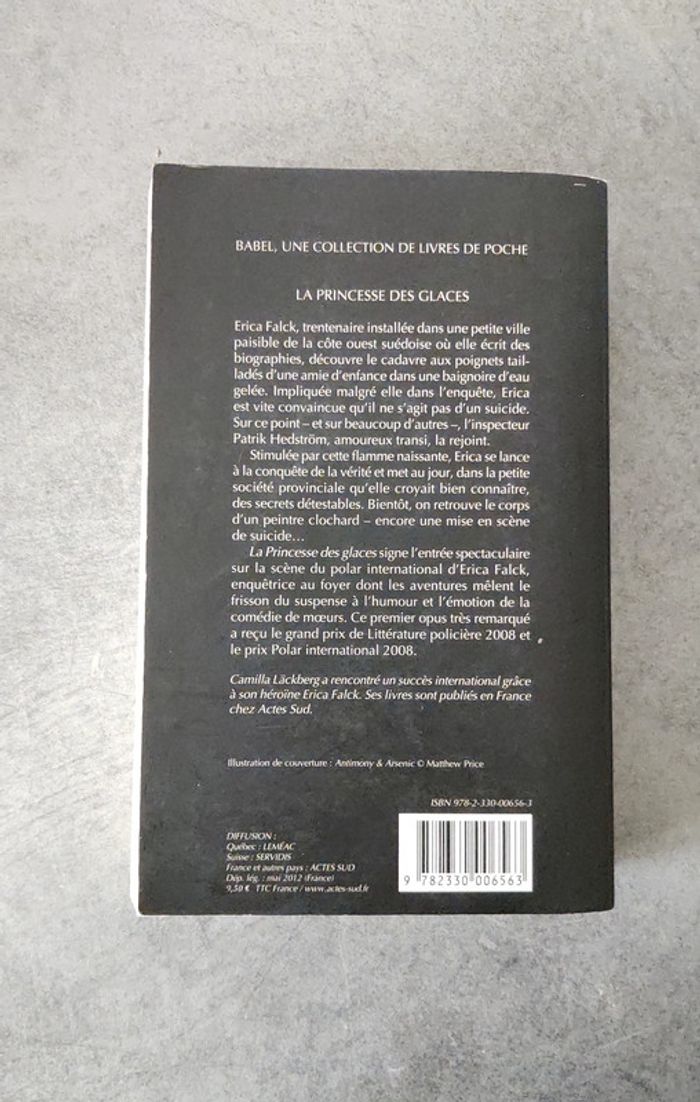 BABEL, UNE COLLECTION DE LIVRES DE POCHE
LA PRINCESSE DES GLACES
Erica Falck, trentenaire installée dans une petite ville
paisible de la côte ouest suédoise où elle écrit des
biographies, découvre le cadavre aux poignets tail-
ladés d'une amie d'enfance dans une baignoire d'eau
gelée. Impliquée malgré elle dans l'enquête, Erica
est vite convaincue qu'il ne s'agit pas d'un suicide.
Sur ce point – et sur beaucoup d'autres –, l'inspecteur
Patrik Hedström, amoureux transi, la rejoint.
Stimulée par cette flamme naissante, Erica se lance
à la conquête de la vérité et met au jour, dans la petite
société provinciale qu'elle croyait bien connaître,
des secrets détestables. Bientôt, on retrouve le corps
d'un peintre clochard – encore une mise en scène
de suicide…
La Princesse des glaces signe l'entrée spectaculaire
sur la scène du polar international d'Erica Falck,
enquêtrice au foyer dont les aventures mêlent le
frisson du suspense à l'humour et l'émotion de la
comédie de mœurs. Ce premier opus très remarqué
a reçu le grand prix de Littérature policière 2008 et
le prix Polar international 2008.
Camilla Läckberg a rencontré un succès international grâce
à son héroïne Erica Falck. Ses livres sont publiés en France
chez Actes Sud.
Illustration de couverture : Antimony & Arsenic © Matthew Price
ISBN 978-2-330-00656-3
DIFFUSION :
Québec : LEMÉAC
Suisse : SERVIDIS
France et autres pays : ACTES SUD
Dép. lég. : mai 2012 (France)
9,50 € TTC France / www.actes-sud.fr
9 782330 006563